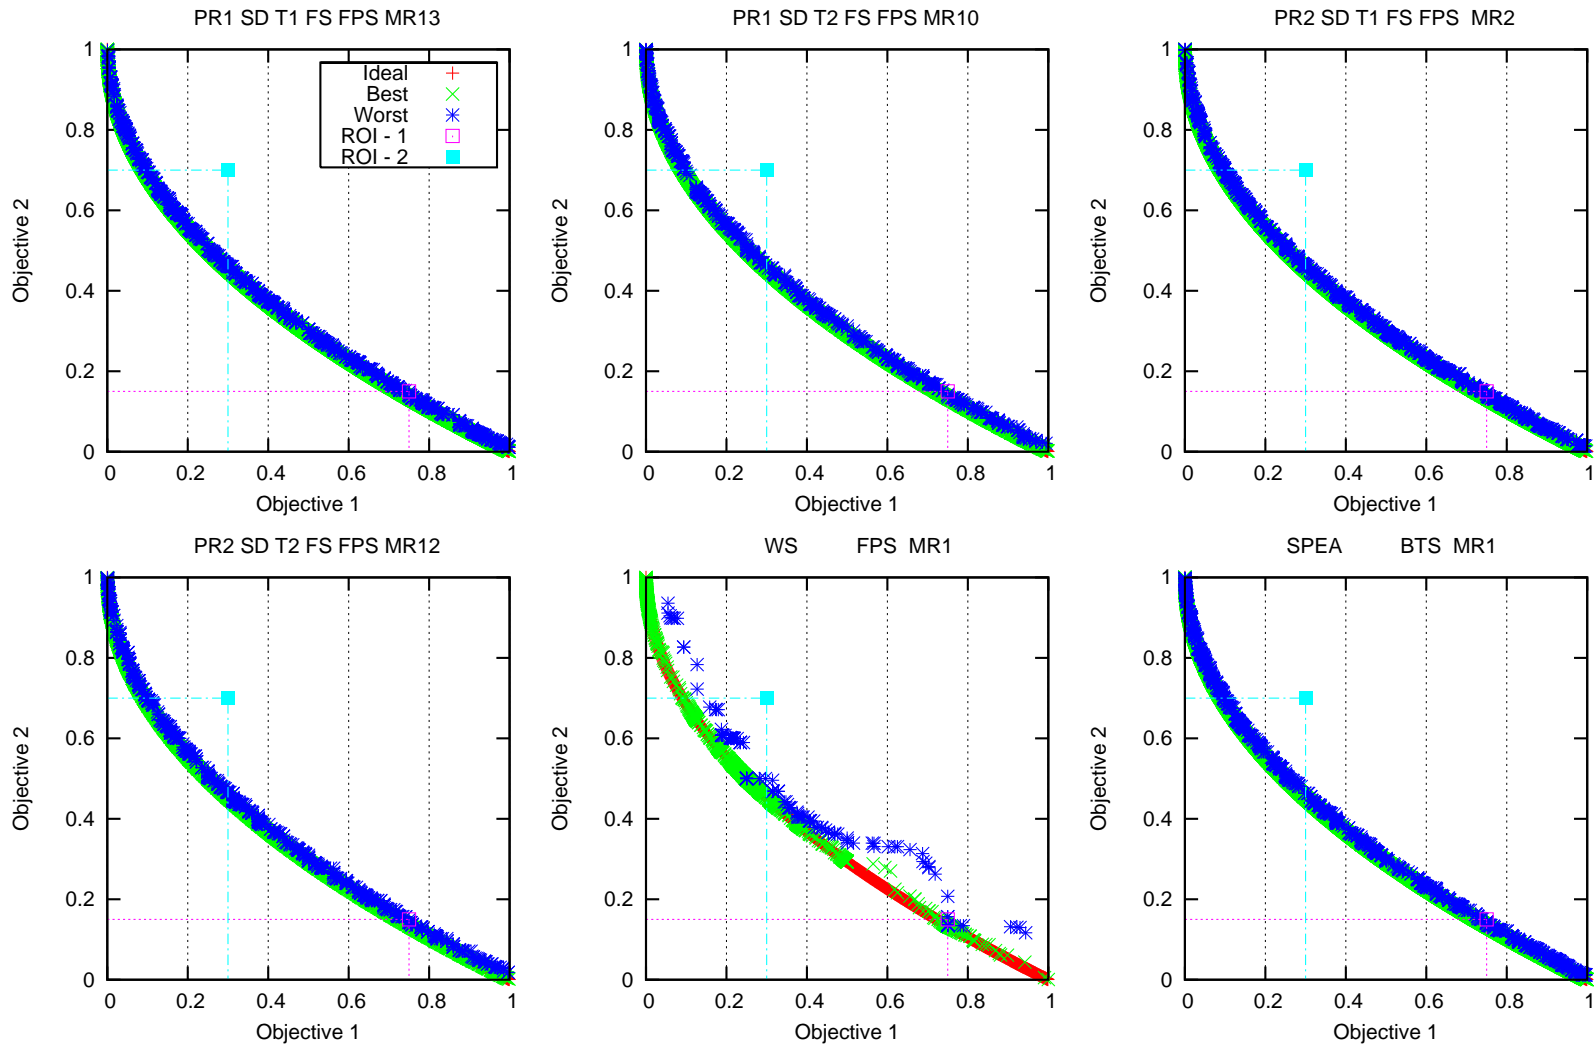 PR1 SD T1 FS FPS MR13
1
0.8
0.6
0.4
0.2
0
Objective 2
Ideal
Best
Worst
ROI - 1
ROI - 2
0 0.2 0.4 0.6 0.8 1
Objective 1
PR1 SD T2 FS FPS MR10
1
0.8
0.6
0.4
0.2
0
Objective 2
0 0.2 0.4 0.6 0.8 1
Objective 1
PR2 SD T1 FS FPS MR2
1
0.8
0.6
0.4
0.2
0
Objective 2
0 0.2 0.4 0.6 0.8 1
Objective 1
PR2 SD T2 FS FPS MR12
1
0.8
0.6
0.4
0.2
0
Objective 2
0 0.2 0.4 0.6 0.8 1
Objective 1
WS FPS MR1
1
0.8
0.6
0.4
0.2
0
Objective 2
0 0.2 0.4 0.6 0.8 1
Objective 1
SPEA BTS MR1
1
0.8
0.6
0.4
0.2
0
Objective 2
0 0.2 0.4 0.6 0.8 1
Objective 1